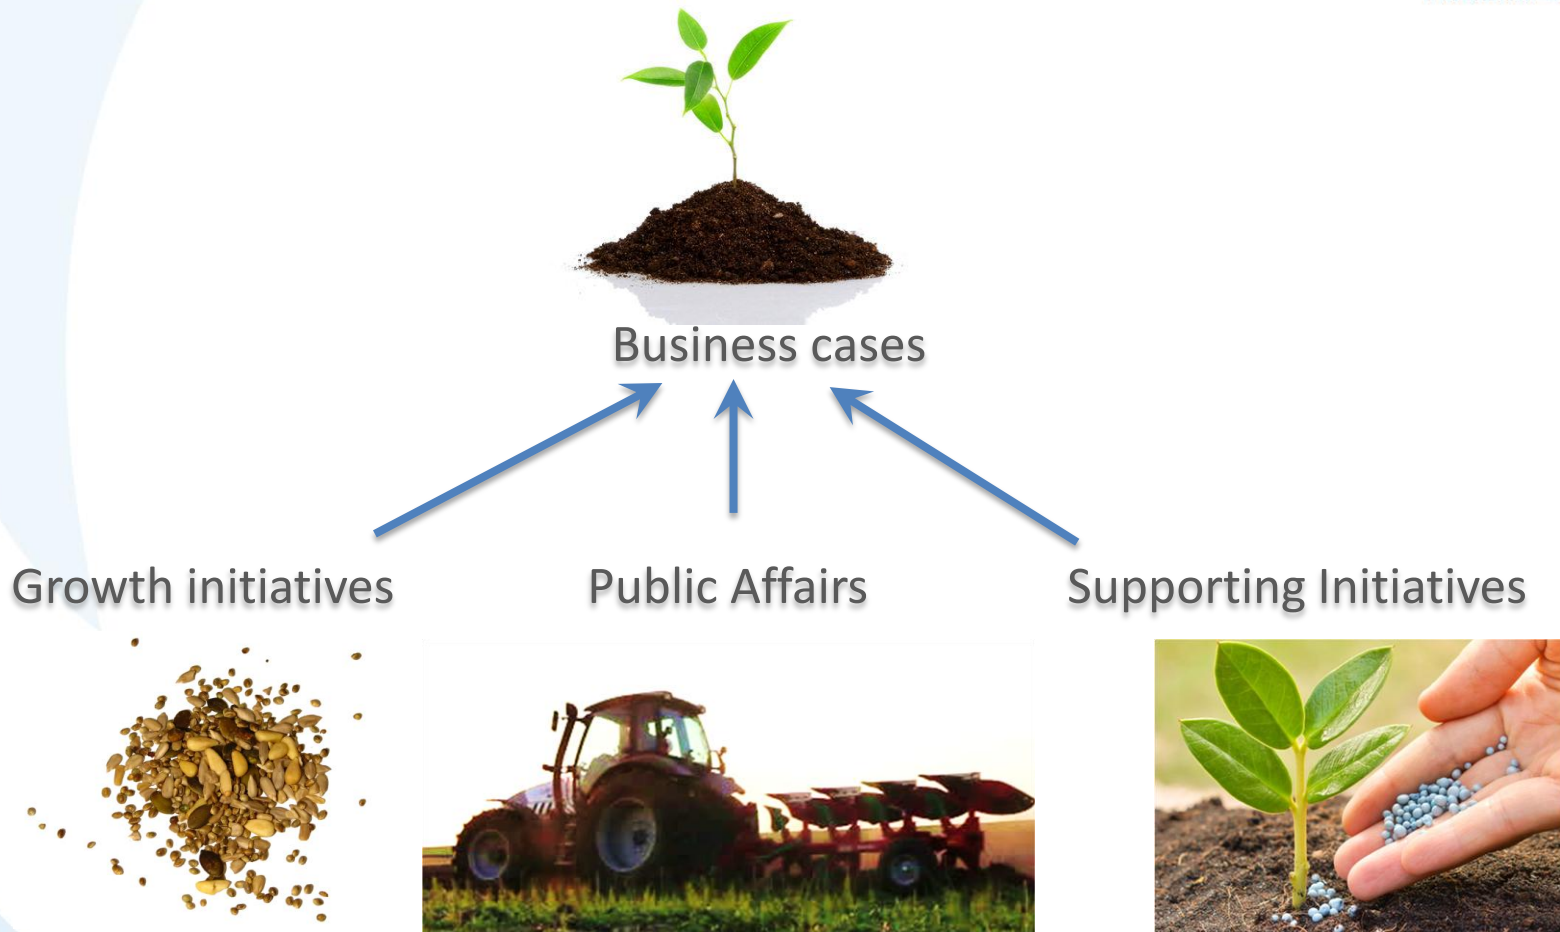 Business cases
Growth initiatives
Public Affairs
Supporting Initiatives